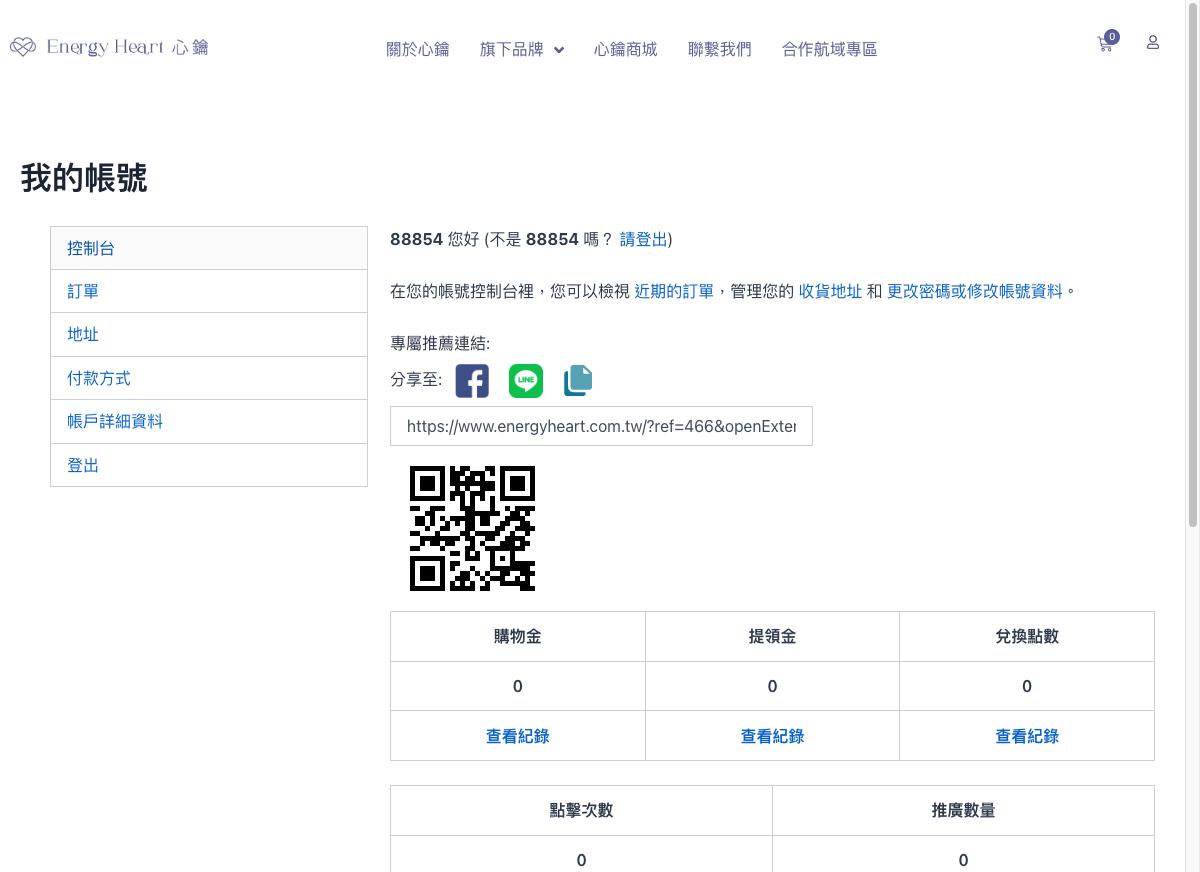 Energy Heart 心鑰
關於心鑰 旗下品牌 心鑰商城 聯繫我們 合作航域專區
0
我的帳號
控制台
訂單
地址
付款方式
帳戶詳細資料
登出
88854 您好 (不是 88854 嗎？ 請登出)
在您的帳號控制台裡，您可以檢視 近期的訂單，管理您的 收貨地址 和 更改密碼或修改帳號資料。
專屬推薦連結:
分享至:
LINE
https://www.energyheart.com.tw/?ref=466&openExter
購物金 提領金 兌換點數
0 0 0
查看紀錄 查看紀錄 查看紀錄
點擊次數 推廣數量
0 0